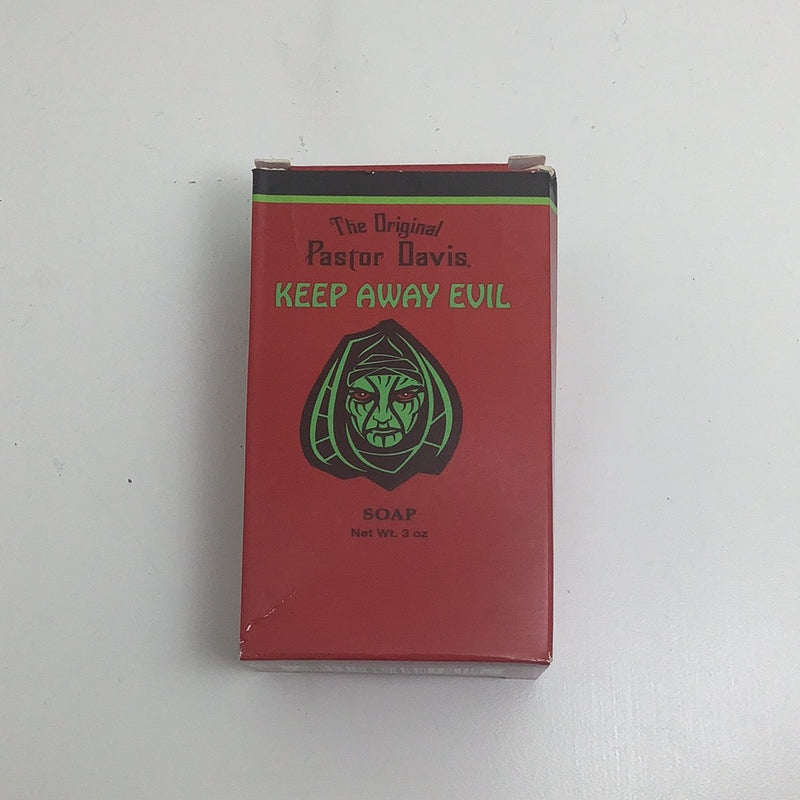 The Original
Pastor Davis.
KEEP AWAY EVIL
SOAP
Net Wt. 3 oz